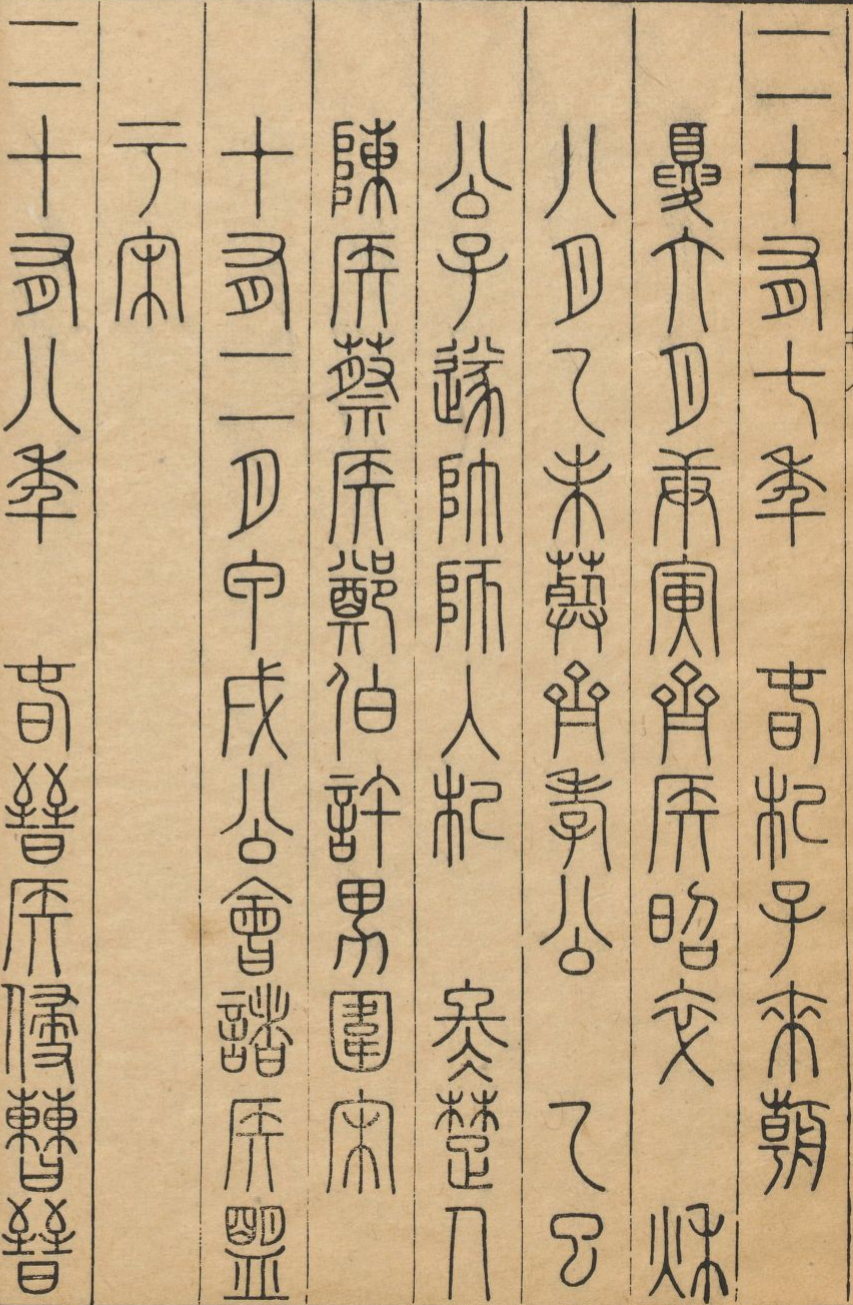 二十有七年 春杞子來朝
夏六月庚寅齊侯昭卒 秋
八月乙未葬齊孝公 乙巳
公子遂帥師入杞 冬楚人
陳侯蔡侯鄭伯許男圍宋
十有二月甲戌公會諸侯盟
于宋
二十有八年 春晉侯侵曹晉